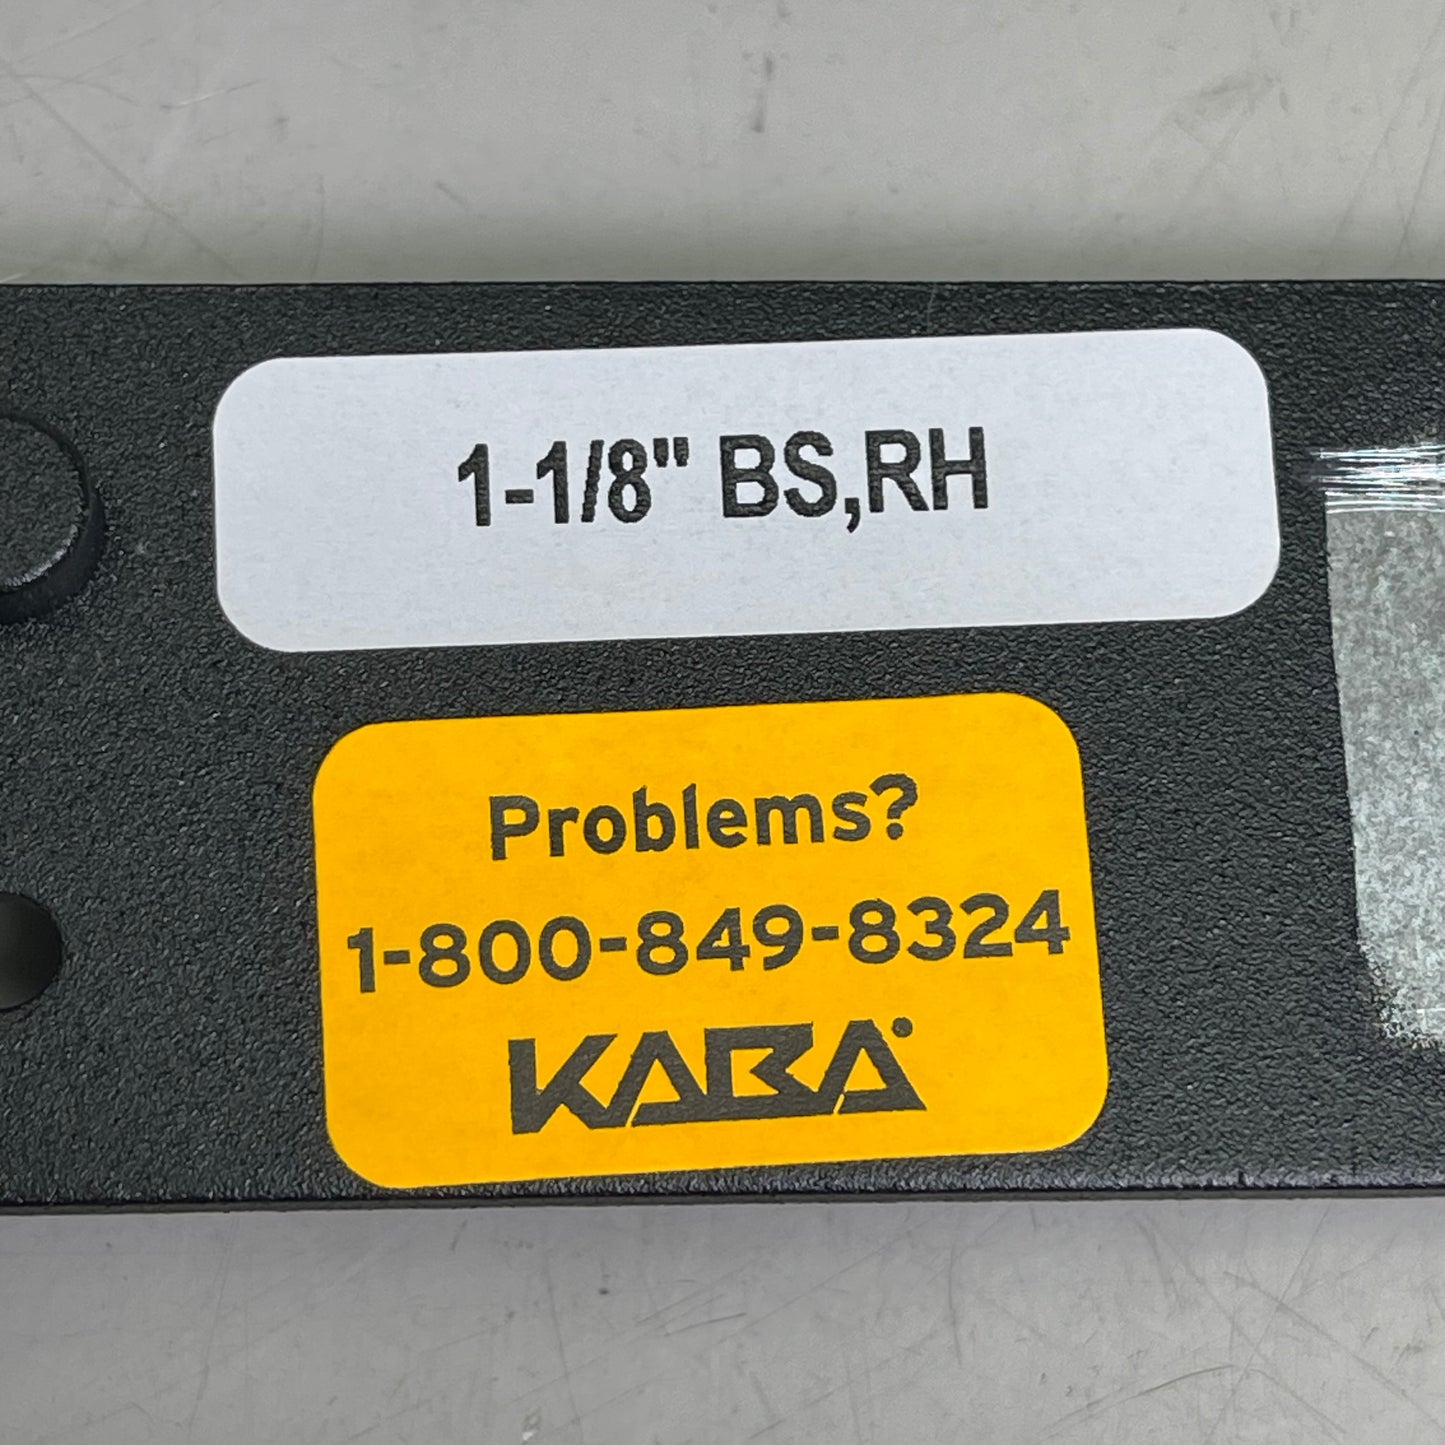 1-1/8" BS,RH
Problems?
1-800-849-8324
KABA